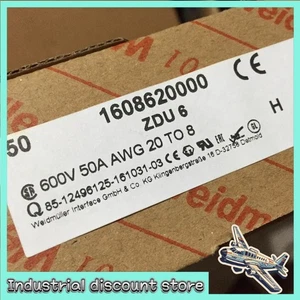 50
1608620000
ZDU 6
600V 50A AWG 20 TO 8
Q 85-12496125-161031-03
Weidmüller Interface GmbH & Co. KG Klingenbergstraße 16 D-32758 Detmold
CE
H
Industrial discount store